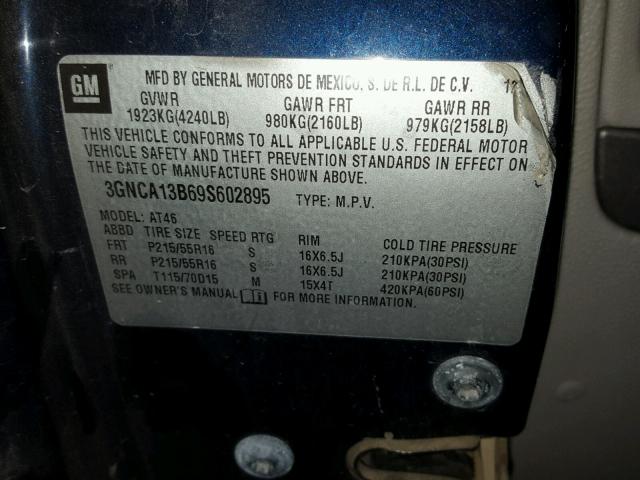 GM
MFD BY GENERAL MOTORS DE MEXICO, S. DE R.L. DE C.V.
GVWR GAWR FRT GAWR RR
1923KG(4240LB) 980KG(2160LB) 979KG(2158LB)
THIS VEHICLE CONFORMS TO ALL APPLICABLE U.S. FEDERAL MOTOR
VEHICLE SAFETY AND THEFT PREVENTION STANDARDS IN EFFECT ON
THE DATE OF MANUFACTURE SHOWN ABOVE.
3GNCA13B69S602895 TYPE: M.P.V.
MODEL: AT46
ABBD TIRE SIZE SPEED RTG RIM COLD TIRE PRESSURE
FRT P215/55R16 S 16X6.5J 210KPA(30PSI)
RR P215/55R16 S 16X6.5J 210KPA(30PSI)
SPA T115/70D15 M 15X4T 420KPA(60PSI)
SEE OWNER'S MANUAL FOR MORE INFORMATION.